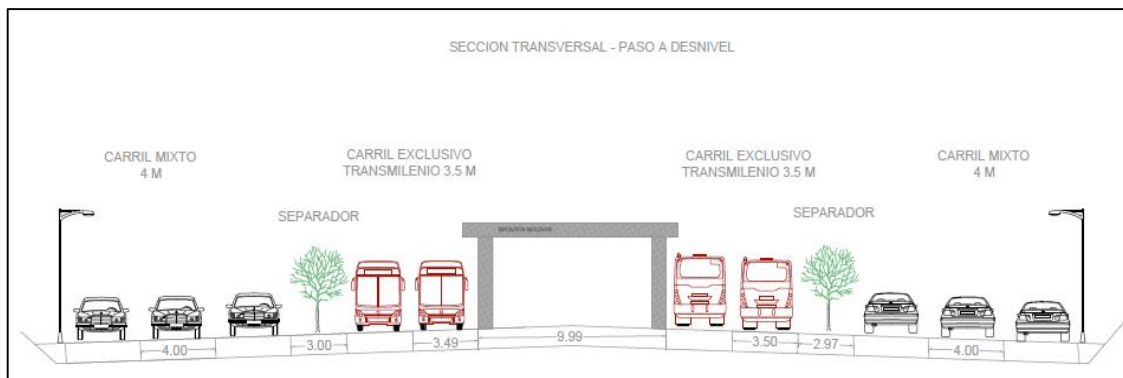 SECCION TRANSVERSAL - PASO A DESNIVEL
CARRIL MIXTO
4 M
CARRIL EXCLUSIVO
TRANSMILENIO 3.5 M
CARRIL EXCLUSIVO
TRANSMILENIO 3.5 M
CARRIL MIXTO
4 M
SEPARADOR
SEPARADOR
4.00
3.00
3.49
9.99
3.50
2.97
4.00